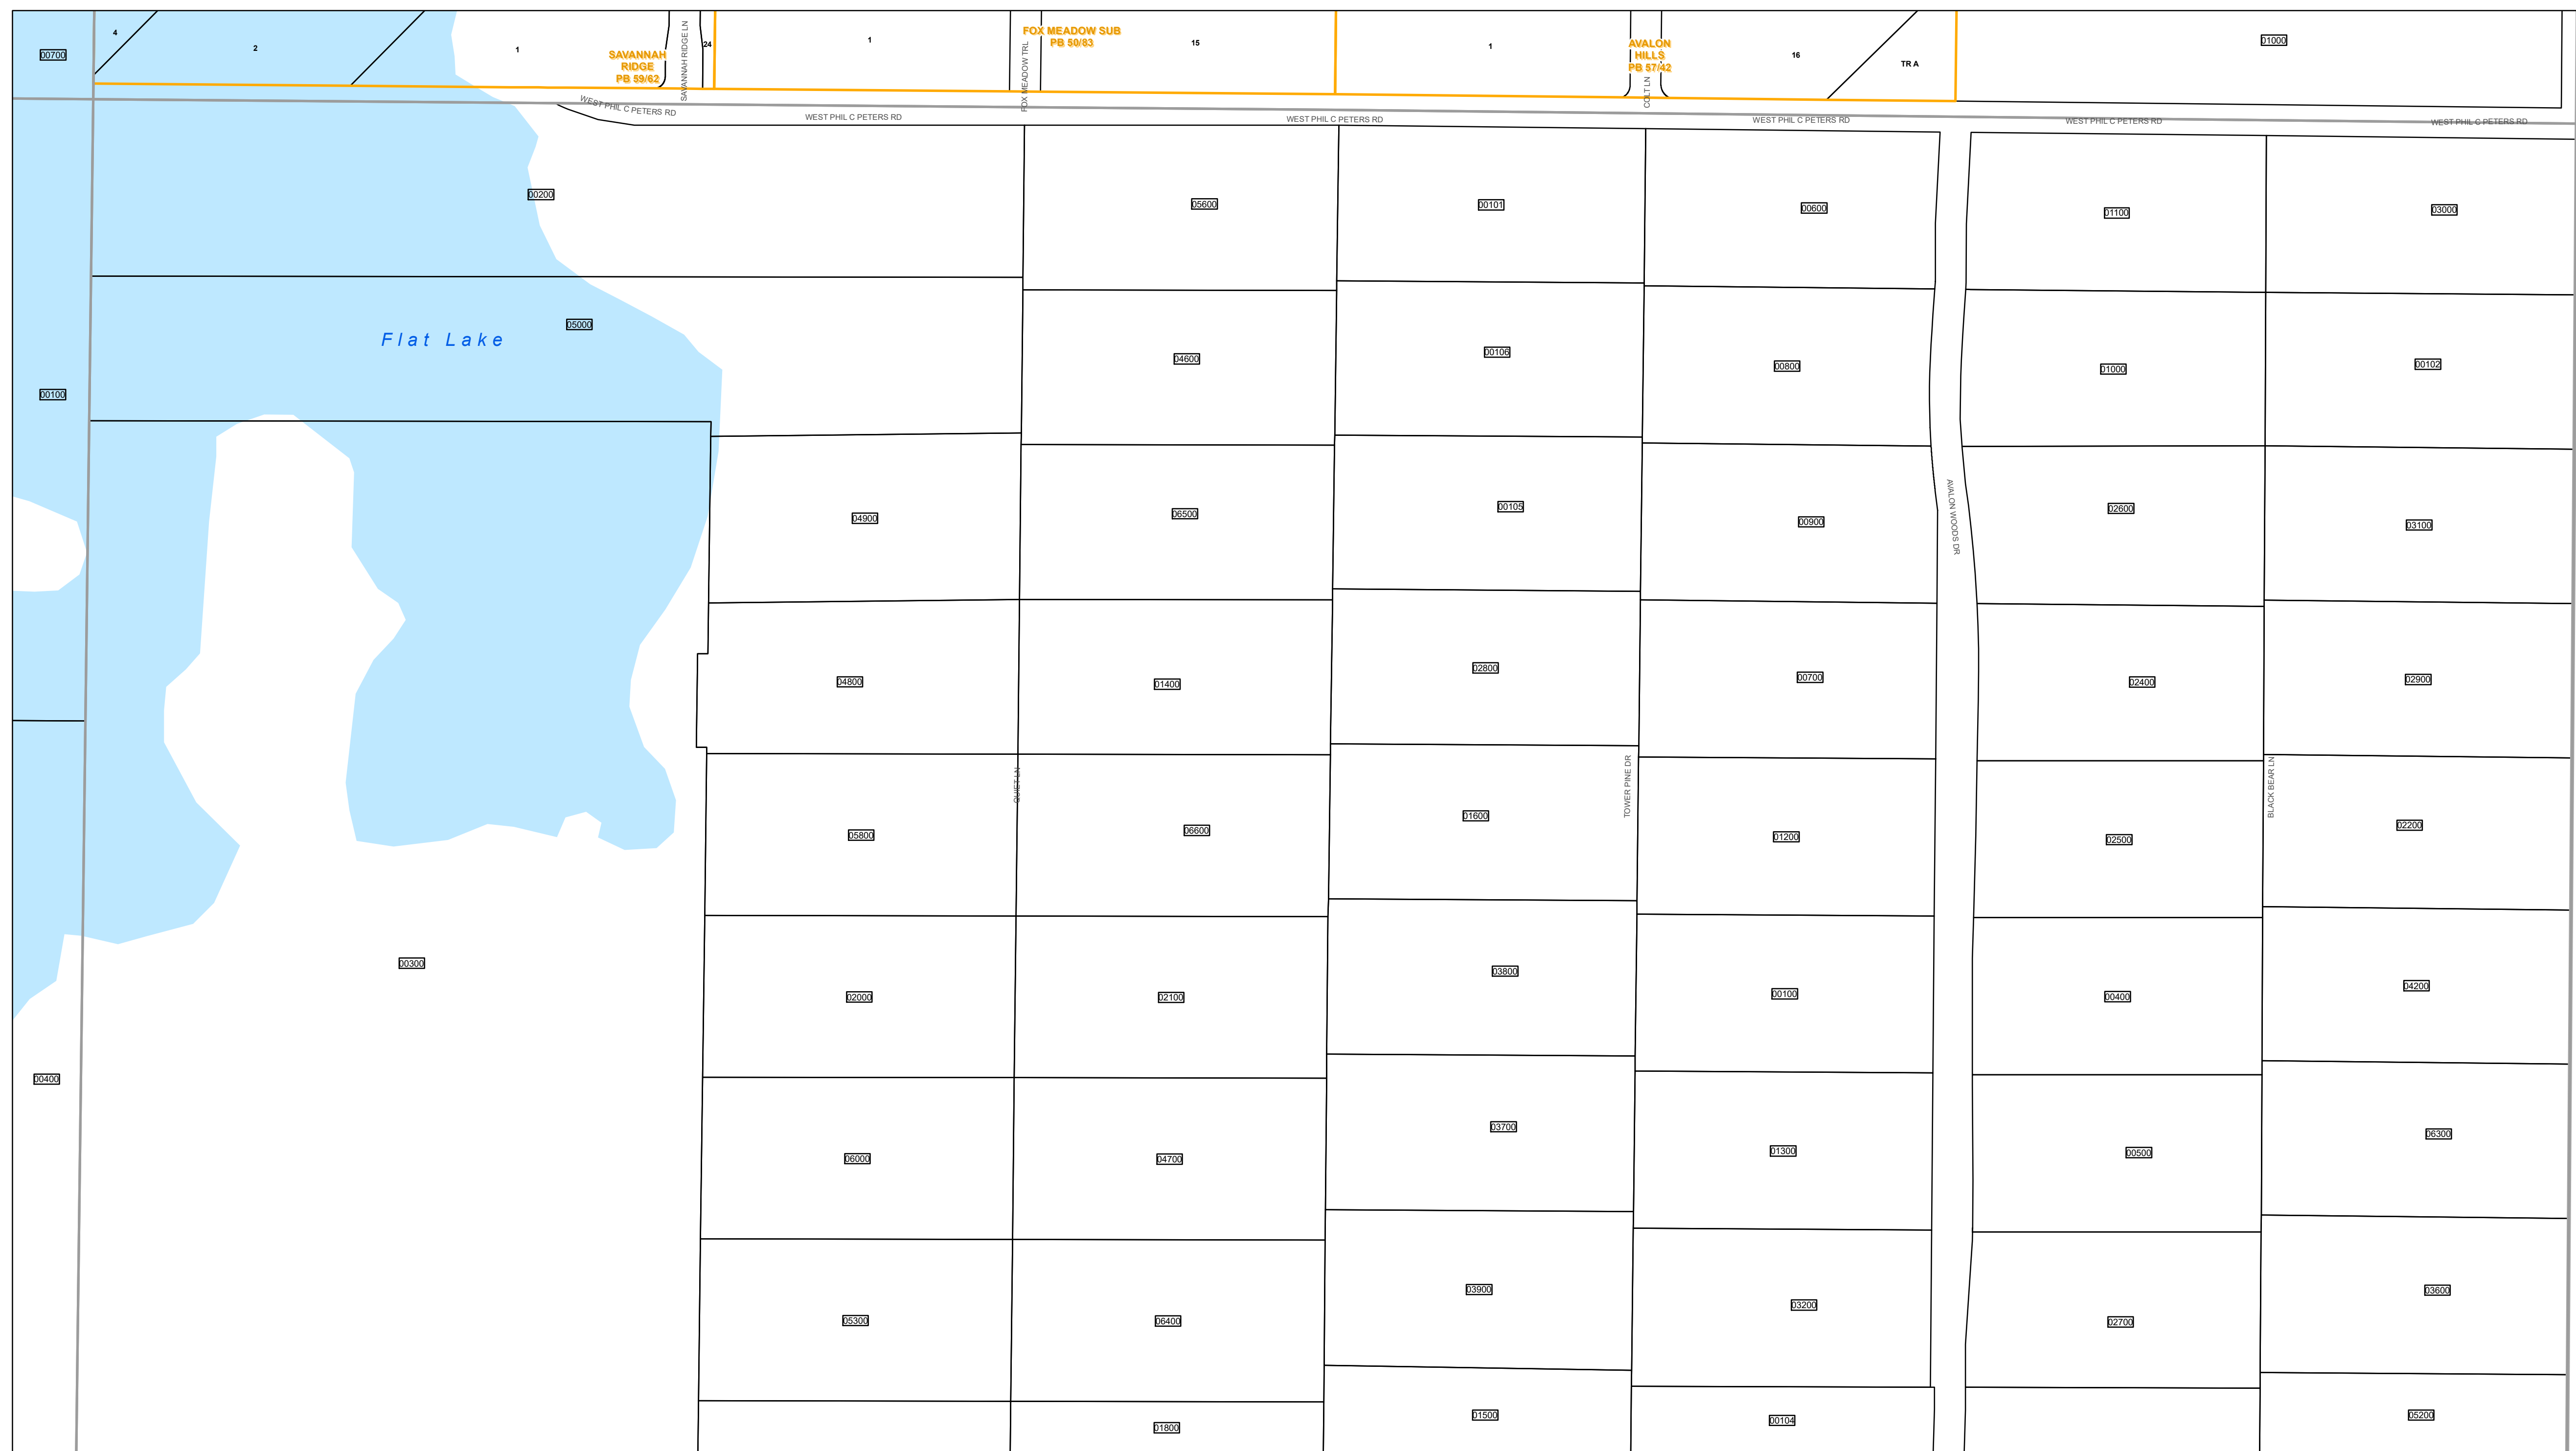 00700
4
2
1
SAVANNAH
RIDGE
PB 59/62
SAVANNAH RIDGE LN
24
1
FOX MEADOW SUB
PB 50/83
FOX MEADOW TRL
15
1
AVALON
HILLS
PB 57/42
COLT LN
16
TR A
01000
WEST PHIL C PETERS RD
WEST PHIL C PETERS RD
WEST PHIL C PETERS RD
WEST PHIL C PETERS RD
WEST PHIL C PETERS RD
WEST PHIL C PETERS RD
00200
05600
00101
00600
01100
03000
05000
Flat Lake
04600
00106
00800
01000
00102
00100
04900
06500
00105
00900
AVALON WOODS DR
02600
03100
04800
01400
02800
00700
02400
02900
QUIET LN
TOWER PINE DR
BLACK BEAR LN
05800
06600
01600
01200
02500
02200
00300
02000
02100
03800
00100
00400
04200
00400
06000
04700
03700
01300
00500
06300
05300
06400
03900
03200
02700
03600
01800
01500
00104
05200